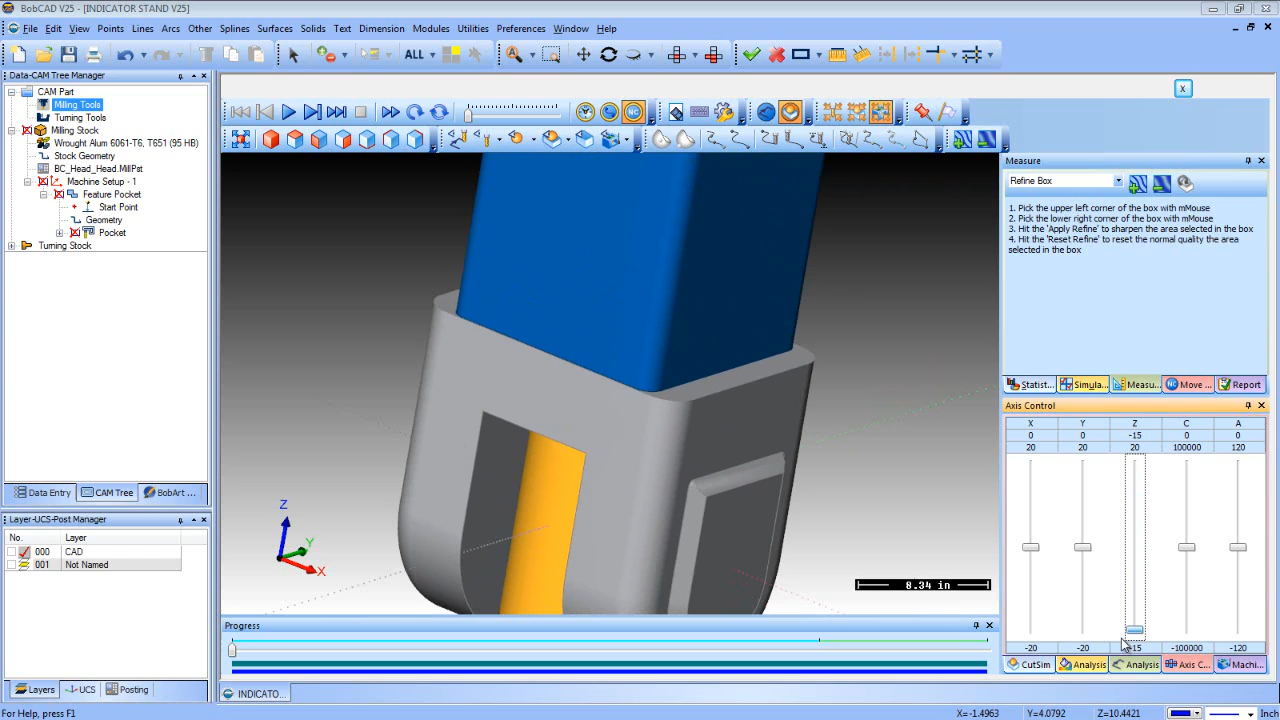 BobCAD V25 - [INDICATOR STAND V25]
File Edit View Points Lines Arcs Other Splines Surfaces Solids Text Dimension Modules Utilities Preferences Window Help
ALL
Data-CAM Tree Manager
CAM Part
Milling Tools
Turning Tools
Milling Stock
Wrought Alum 6061-T6, T651 (95 HB)
Stock Geometry
BC_Head_Head.MillPst
Machine Setup - 1
Feature Pocket
Start Point
Geometry
Pocket
Turning Stock
Data Entry CAM Tree BobArt ...
Layer-UCS-Post Manager
No. Layer
000 CAD
001 Not Named
Layers UCS Posting
NC
X
Z
Y
X
8.34 in
Progress
INDICATO...
Measure
Refine Box
1. Pick the upper left corner of the box with mMouse
2. Pick the lower right corner of the box with mMouse
3. Hit the 'Apply Refine' to sharpen the area selected in the box
4. Hit the 'Reset Refine' to reset the normal quality the area
selected in the box
Statist... Simula... Measu... NC Move ... Report
Axis Control
X Y Z C A
0 0 -15 0 0
20 20 20 100000 120
-20 -20 -15 -100000 -120
CutSim Analysis Analysis Axis C... Machi...
For Help, press F1
X=-1.4963 Y=4.0792 Z=10.4421 Inch